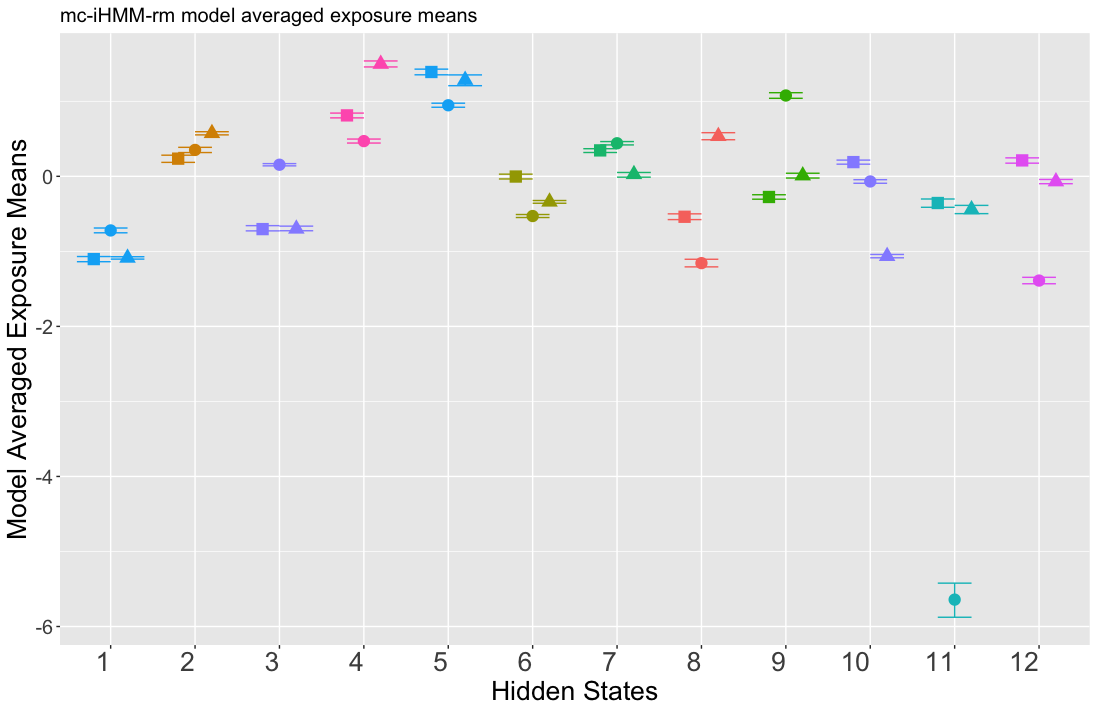 mc-iHMM-rm model averaged exposure means
Model Averaged Exposure Means
0
-2
-4
-6
1 2 3 4 5 6 7 8 9 10 11 12
Hidden States